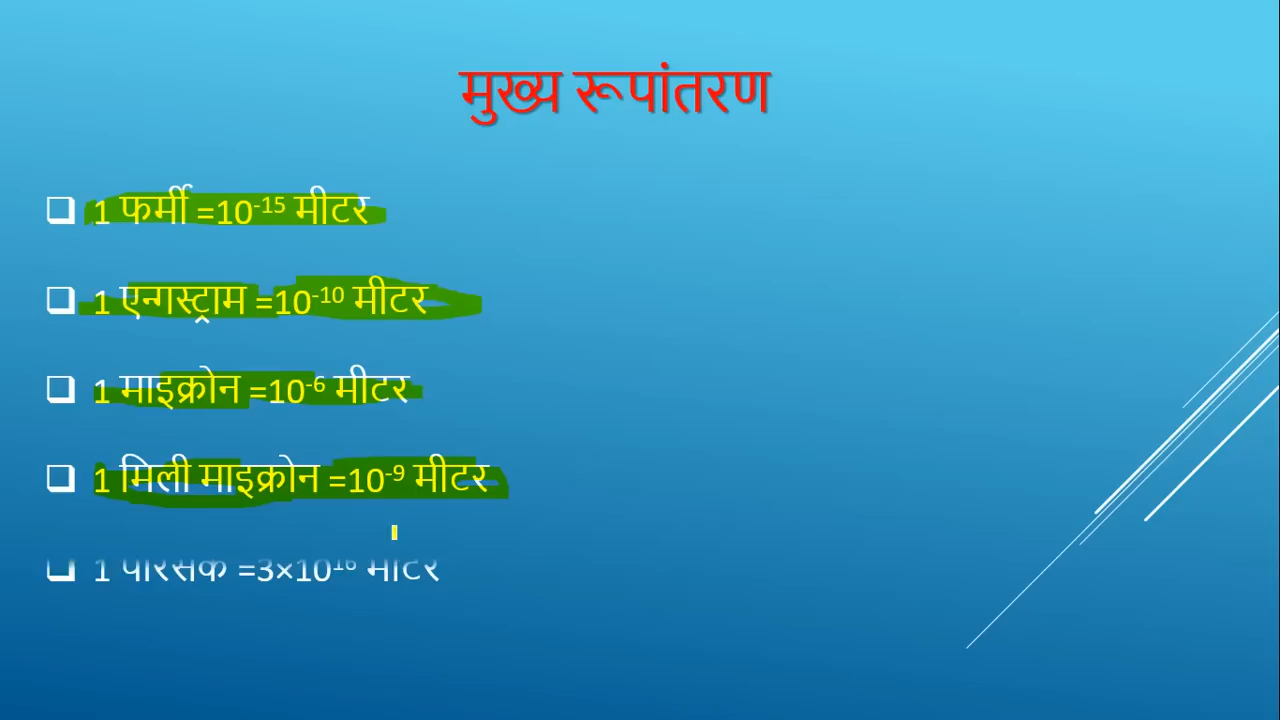 मुख्य रूपांतरण
1 फर्मी =10⁻¹⁵ मीटर
1 एन्गस्ट्राम =10⁻¹⁰ मीटर
1 माइक्रोन =10⁻⁶ मीटर
1 मिली माइक्रोन =10⁻⁹ मीटर
1 पारसेक =3×10¹⁶ मीटर